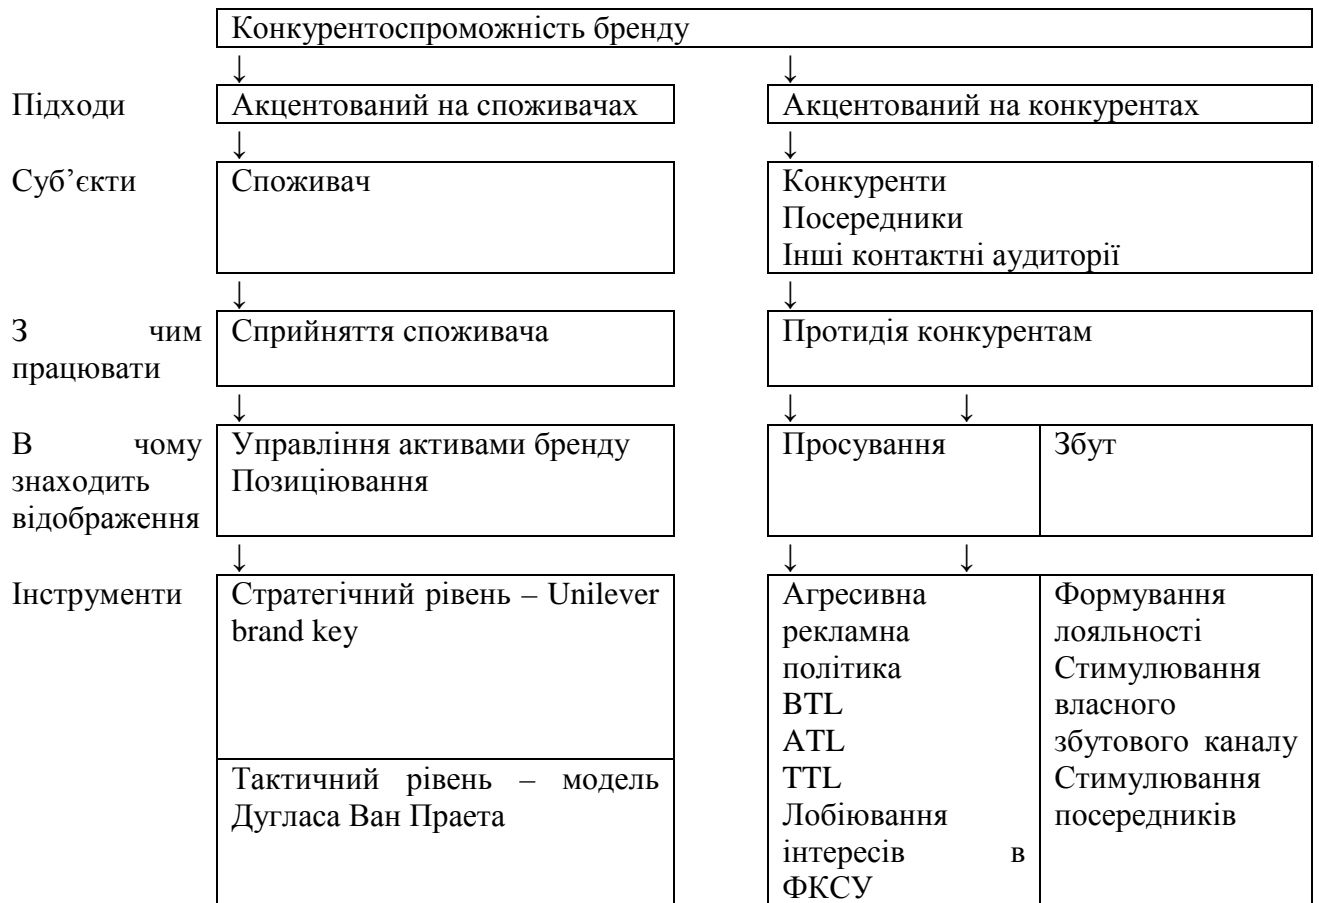 Конкурентоспроможність бренду
↓ ↓
Підходи Акцентований на споживачах Акцентований на конкурентах
↓ ↓
Суб’єкти Споживач Конкуренти
Посередники
Інші контактні аудиторії
↓ ↓
З чим Сприйняття споживача Протидія конкурентам
працювати
↓ ↓ ↓
В чому Управління активами бренду Просування Збут
знаходить Позиціювання
відображення
↓ ↓ ↓
Інструменти Стратегічний рівень – Unilever
brand key
Тактичний рівень – модель
Дугласа Ван Праета
Агресивна
рекламна
політика
BTL
ATL
TTL
Лобіювання
інтересів в
ФКСУ
Формування
лояльності
Стимулювання
власного
збутового каналу
Стимулювання
посередників